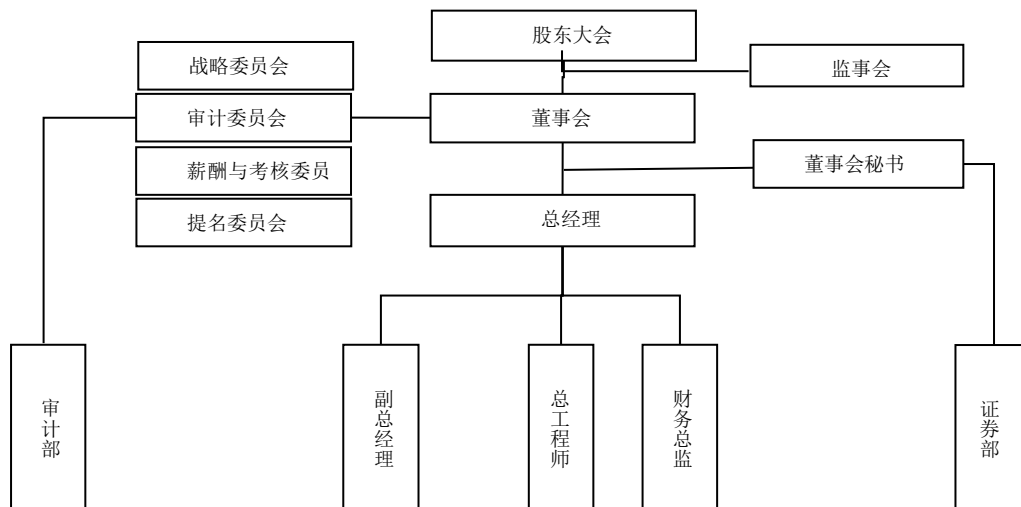 股东大会
战略委员会
监事会
审计委员会
董事会
薪酬与考核委员
董事会秘书
提名委员会
总经理
审计部
副总经理
总工程师
财务总监
证券部